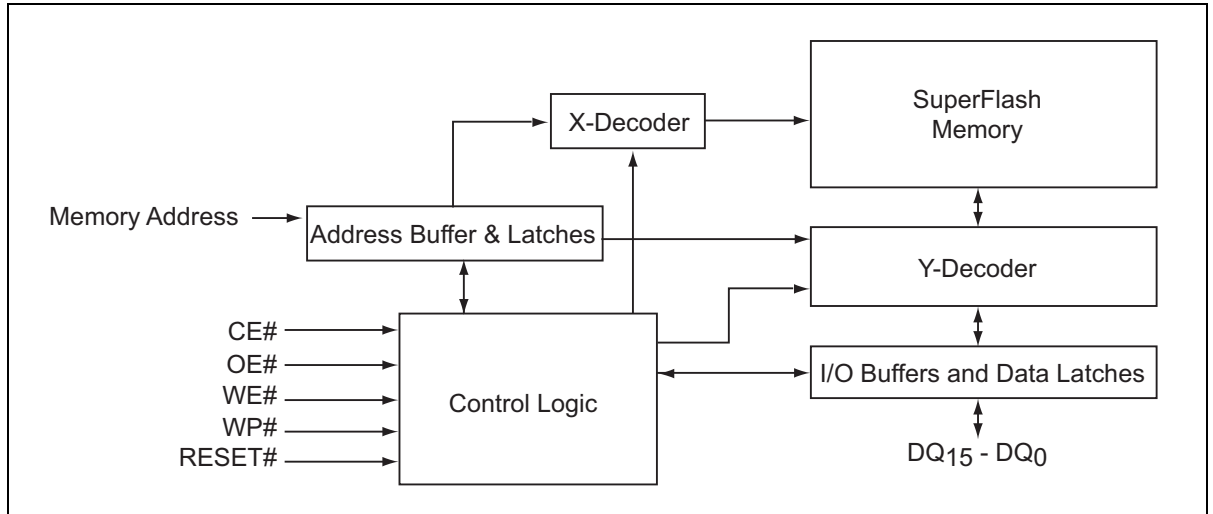 SuperFlash
Memory
X-Decoder
Memory Address
Address Buffer & Latches
Y-Decoder
CE#
OE#
WE#
WP#
RESET#
Control Logic
I/O Buffers and Data Latches
DQ15 - DQ0